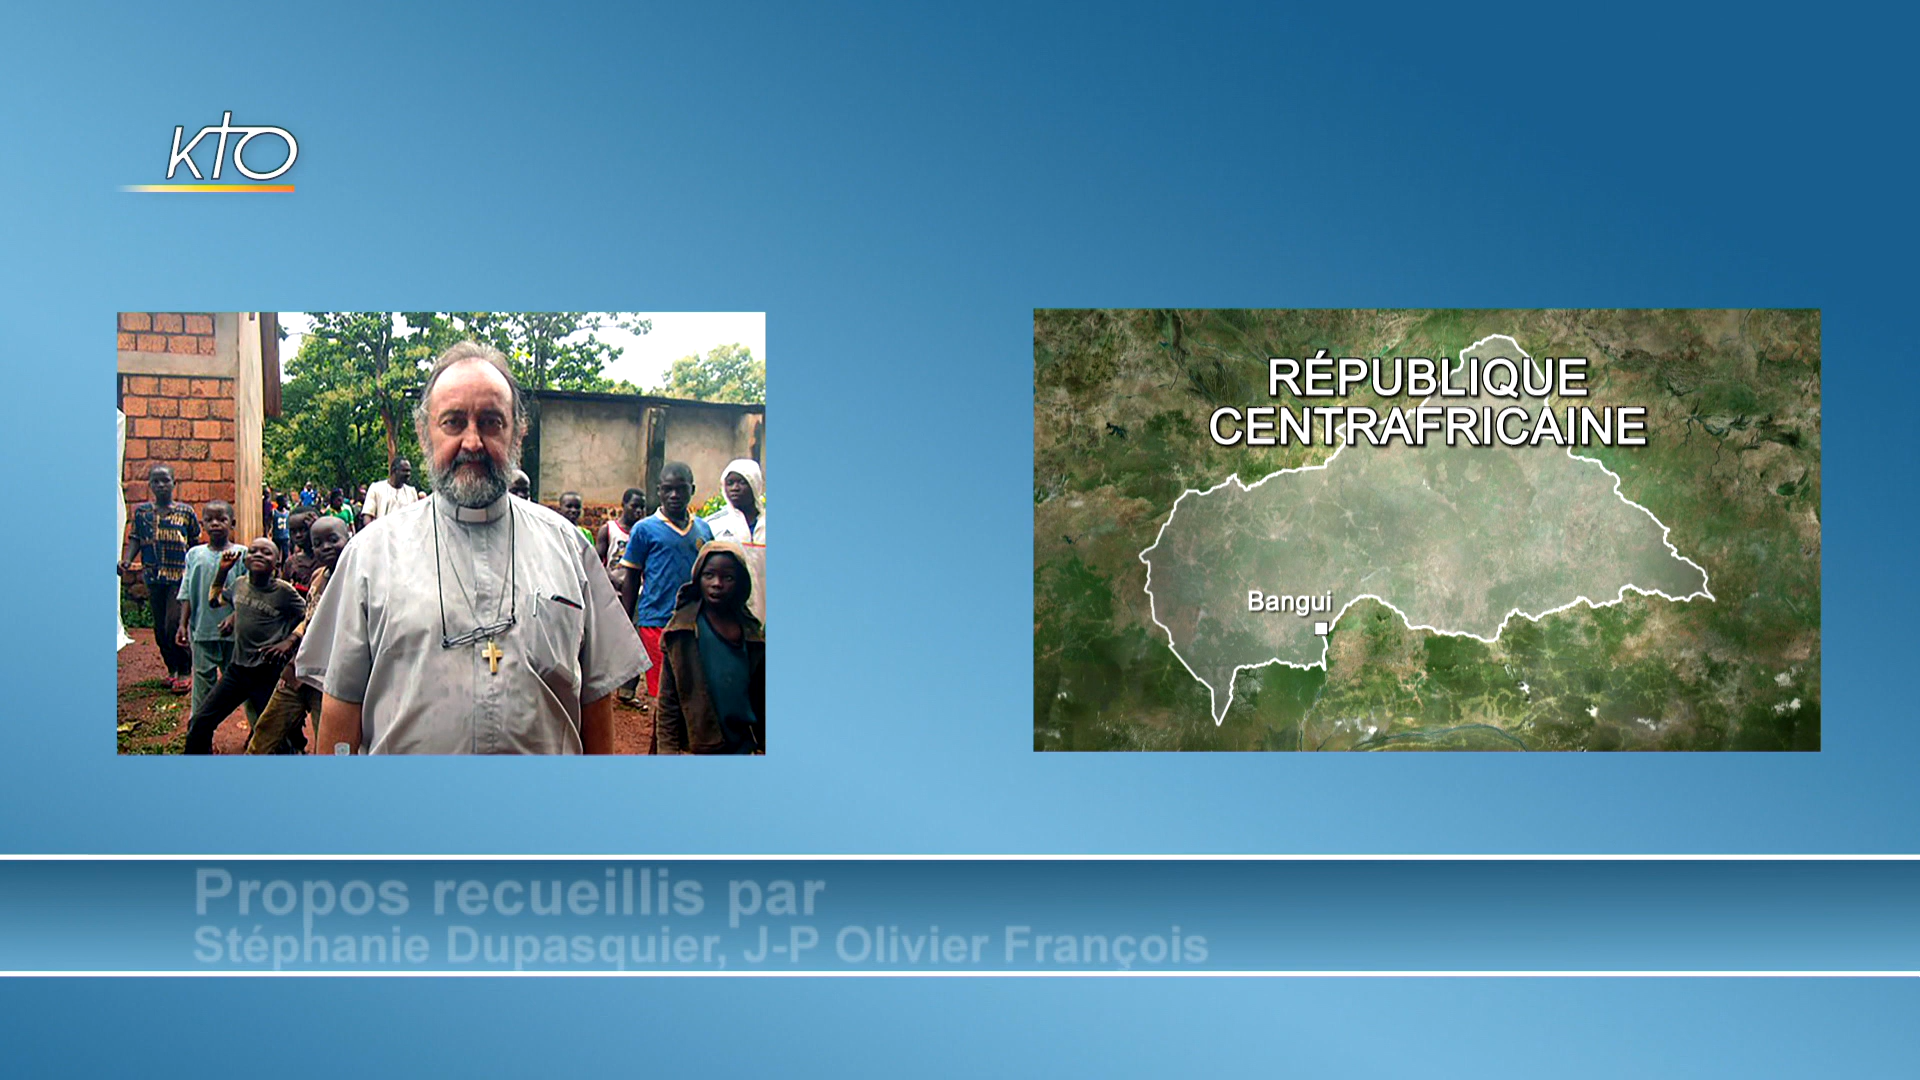 KTO
RÉPUBLIQUE
CENTRAFRICAINE
Bangui
Propos recueillis par
Stéphanie Dupasquier, J-P Olivier François